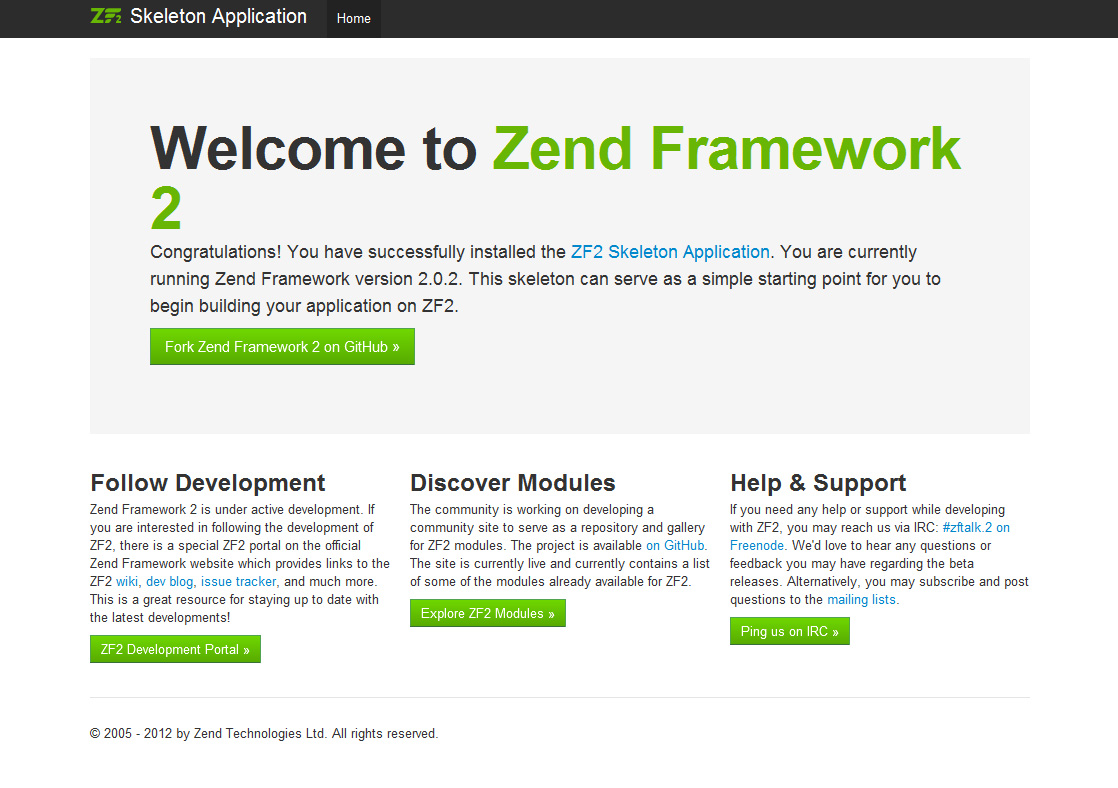 ZF2 Skeleton Application Home
Welcome to Zend Framework
2
Congratulations! You have successfully installed the ZF2 Skeleton Application. You are currently
running Zend Framework version 2.0.2. This skeleton can serve as a simple starting point for you to
begin building your application on ZF2.
Fork Zend Framework 2 on GitHub »
Follow Development
Zend Framework 2 is under active development. If
you are interested in following the development of
ZF2, there is a special ZF2 portal on the official
Zend Framework website which provides links to the
ZF2 wiki, dev blog, issue tracker, and much more.
This is a great resource for staying up to date with
the latest developments!
ZF2 Development Portal »
Discover Modules
The community is working on developing a
community site to serve as a repository and gallery
for ZF2 modules. The project is available on GitHub.
The site is currently live and currently contains a list
of some of the modules already available for ZF2.
Explore ZF2 Modules »
Help & Support
If you need any help or support while developing
with ZF2, you may reach us via IRC: #zftalk.2 on
Freenode. We'd love to hear any questions or
feedback you may have regarding the beta
releases. Alternatively, you may subscribe and post
questions to the mailing lists.
Ping us on IRC »
© 2005 - 2012 by Zend Technologies Ltd. All rights reserved.